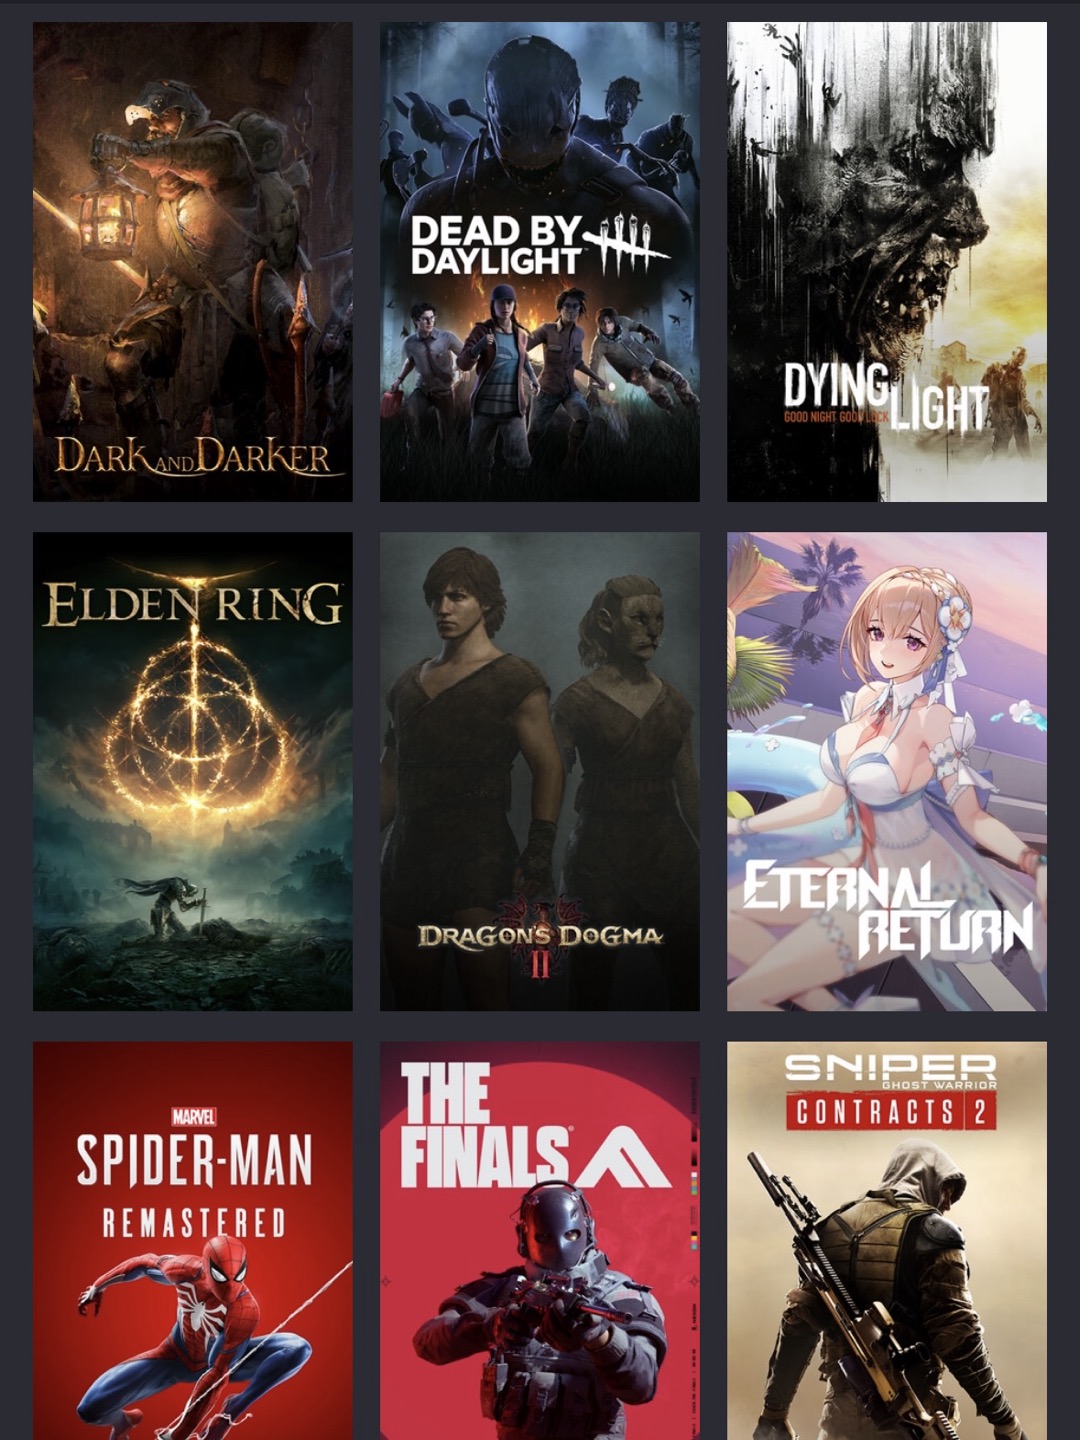 DARK AND DARKER
DEAD BY
DAYLIGHT
DYING
LIGHT
GOOD NIGHT GOOD LUCK
ELDEN RING
DRAGON'S DOGMA
II
ETERNAL
RETURN
MARVEL
SPIDER-MAN
REMASTERED
THE
FINALS
SNIPER
GHOST WARRIOR
CONTRACTS 2